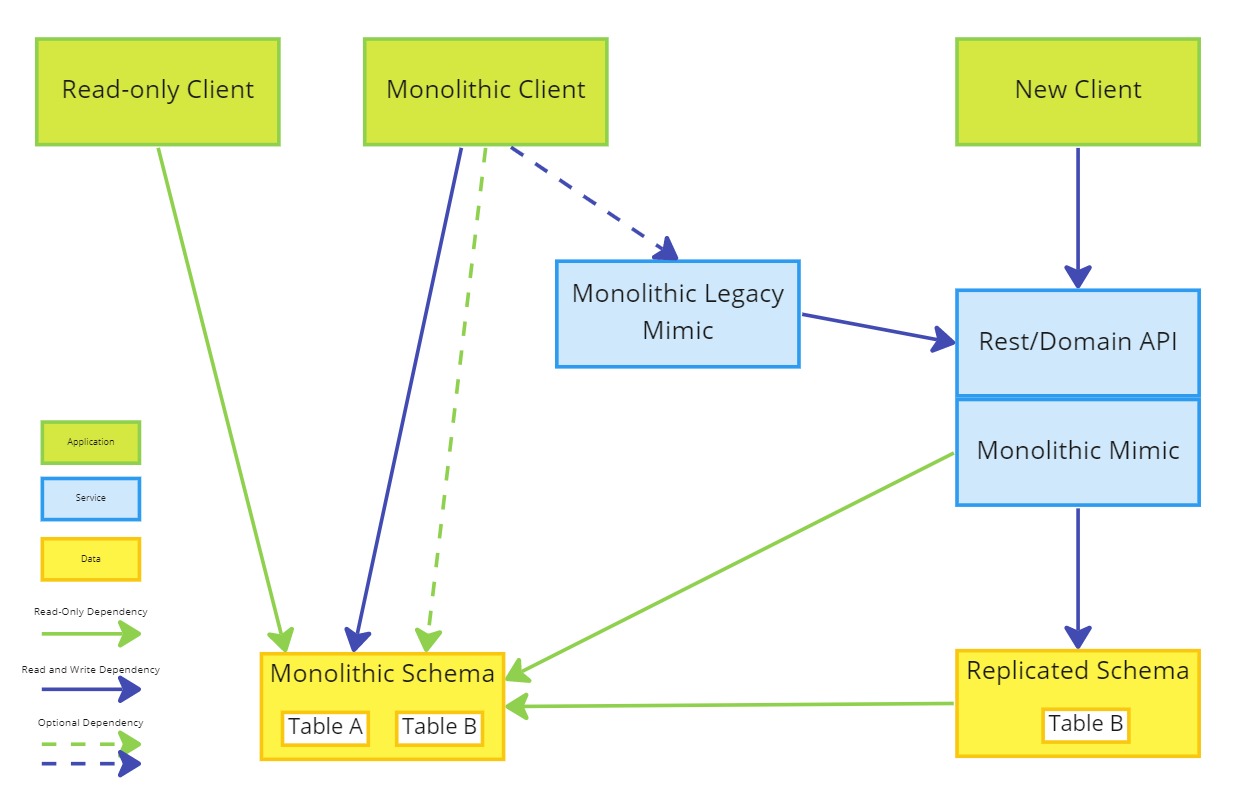 Read-only Client
Monolithic Client
New Client
Monolithic Legacy
Mimic
Rest/Domain API
Monolithic Mimic
Application
Service
Data
Read-Only Dependency
Read and Write Dependency
Optional Dependency
Monolithic Schema
Table A
Table B
Replicated Schema
Table B